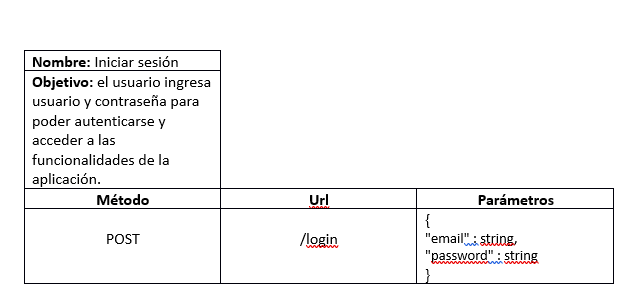 Nombre: Iniciar sesión
Objetivo: el usuario ingresa
usuario y contraseña para
poder autenticarse y
acceder a las
funcionalidades de la
aplicación.
Método Url Parámetros
POST /login
{
"email" : string,
"password" : string
}